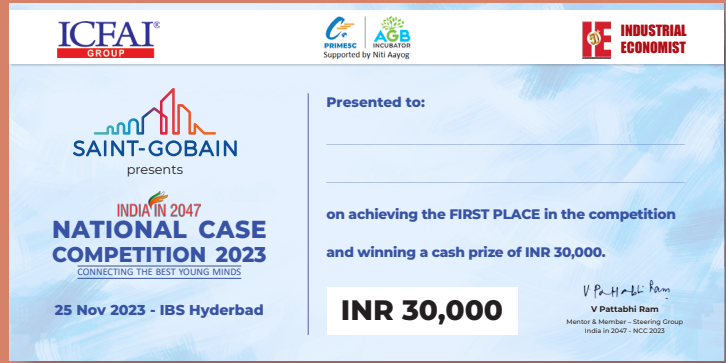 ICFAI®
GROUP
PRIMESC
AGB
INCUBATOR
Supported by Niti Aayog
IE
INDUSTRIAL
ECONOMIST
SAINT-GOBAIN
presents
INDIA IN 2047
NATIONAL CASE
COMPETITION 2023
CONNECTING THE BEST YOUNG MINDS
25 Nov 2023 - IBS Hyderbad
Presented to:
on achieving the FIRST PLACE in the competition
and winning a cash prize of INR 30,000.
INR 30,000
V Pattabhi Ram
V Pattabhi Ram
Mentor & Member – Steering Group
India in 2047 - NCC 2023